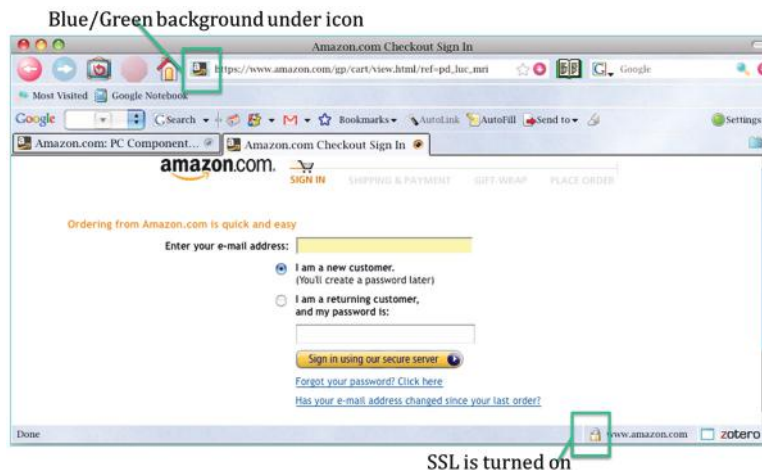 Blue/Green background under icon
Amazon.com Checkout Sign In
https://www.amazon.com/gp/cart/view.html/ref=pd_luc_mri
Google
Most Visited Google Notebook
Google Search Bookmarks AutoLink AutoFill Send to Settings
Amazon.com: PC Component... Amazon.com Checkout Sign In
amazon.com.
SIGN IN SHIPPING & PAYMENT GIFT-WRAP PLACE ORDER
Ordering from Amazon.com is quick and easy
Enter your e-mail address:
I am a new customer.
(You'll create a password later)
I am a returning customer,
and my password is:
Sign in using our secure server
Forgot your password? Click here
Has your e-mail address changed since your last order?
Done www.amazon.com zotero
SSL is turned on